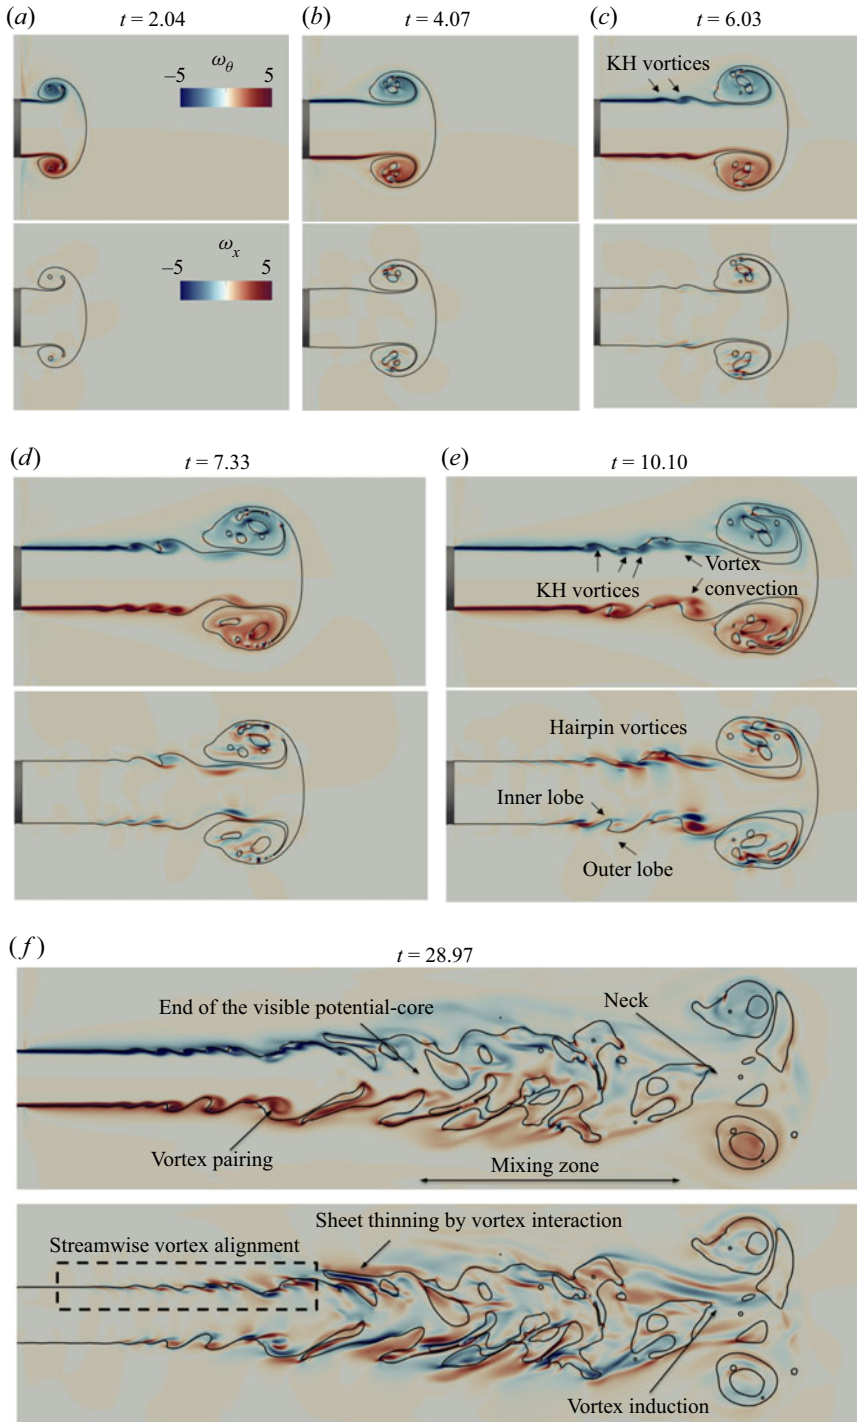 (a) t = 2.04
(b) t = 4.07
(c) t = 6.03
ωθ
−5 5
KH vortices
ωx
−5 5
(d) t = 7.33
(e) t = 10.10
KH vortices
Vortex
convection
Hairpin vortices
Inner lobe
Outer lobe
(f) t = 28.97
End of the visible potential-core
Neck
Vortex pairing
Mixing zone
Sheet thinning by vortex interaction
Streamwise vortex alignment
Vortex induction